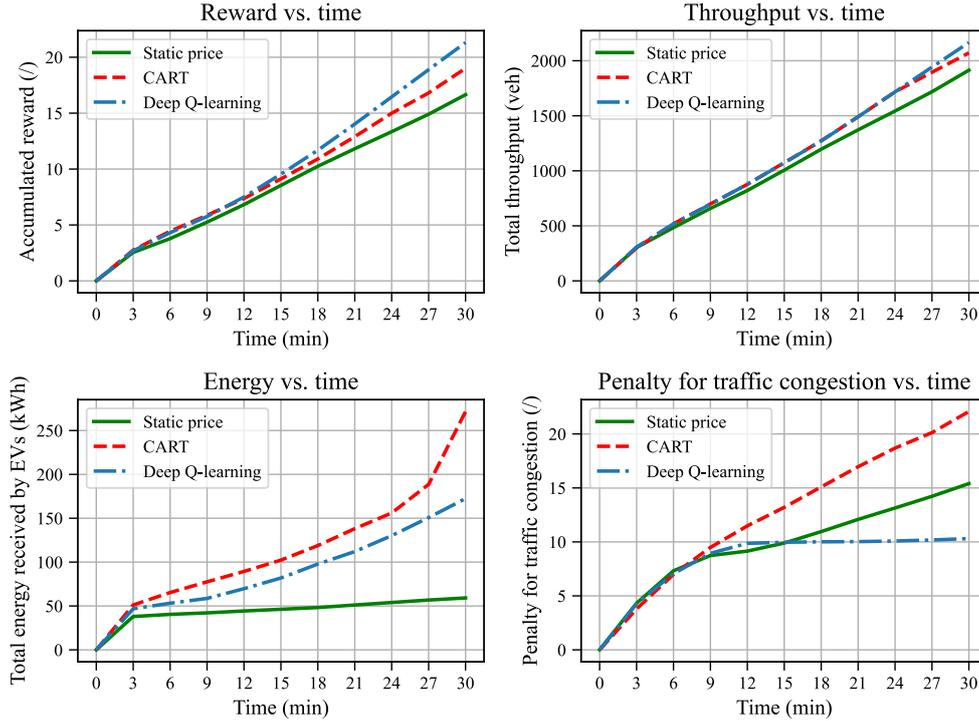 Reward vs. time
Accumulated reward (/)
20
15
10
5
0
Static price
CART
Deep Q-learning
0 3 6 9 12 15 18 21 24 27 30
Time (min)
Throughput vs. time
Total throughput (veh)
2000
1500
1000
500
0
Static price
CART
Deep Q-learning
0 3 6 9 12 15 18 21 24 27 30
Time (min)
Energy vs. time
Total energy received by EVs (kWh)
250
200
150
100
50
0
Static price
CART
Deep Q-learning
0 3 6 9 12 15 18 21 24 27 30
Time (min)
Penalty for traffic congestion vs. time
Penalty for traffic congestion (/)
20
15
10
5
0
Static price
CART
Deep Q-learning
0 3 6 9 12 15 18 21 24 27 30
Time (min)